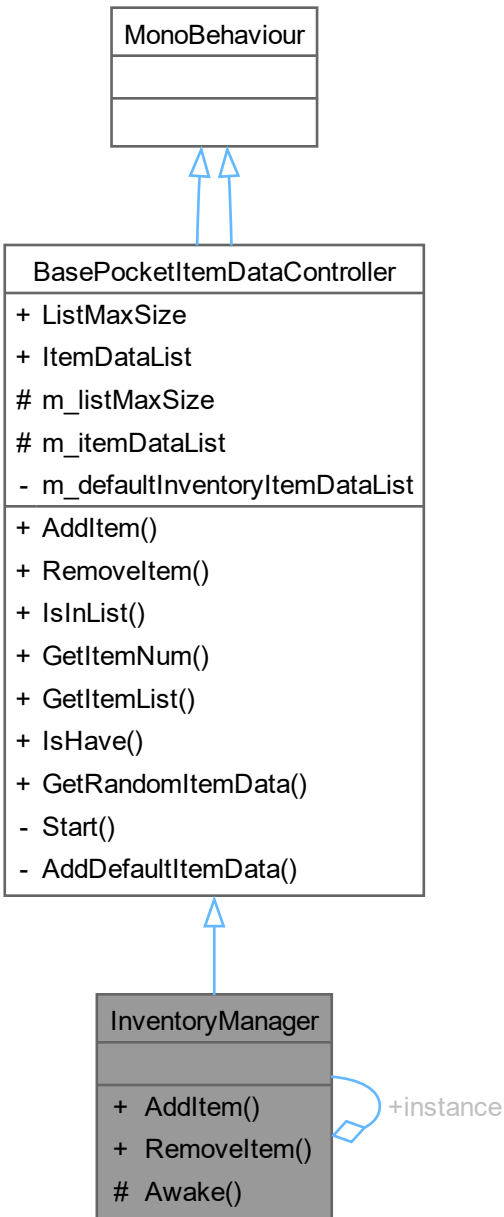 MonoBehaviour
BasePocketItemDataController
+ ListMaxSize
+ ItemDataList
# m_listMaxSize
# m_itemDataList
- m_defaultInventoryItemDataList
+ AddItem()
+ RemoveItem()
+ IsInList()
+ GetItemNum()
+ GetItemList()
+ IsHave()
+ GetRandomItemData()
- Start()
- AddDefaultItemData()
InventoryManager
+ AddItem()
+ RemoveItem()
# Awake()
+instance